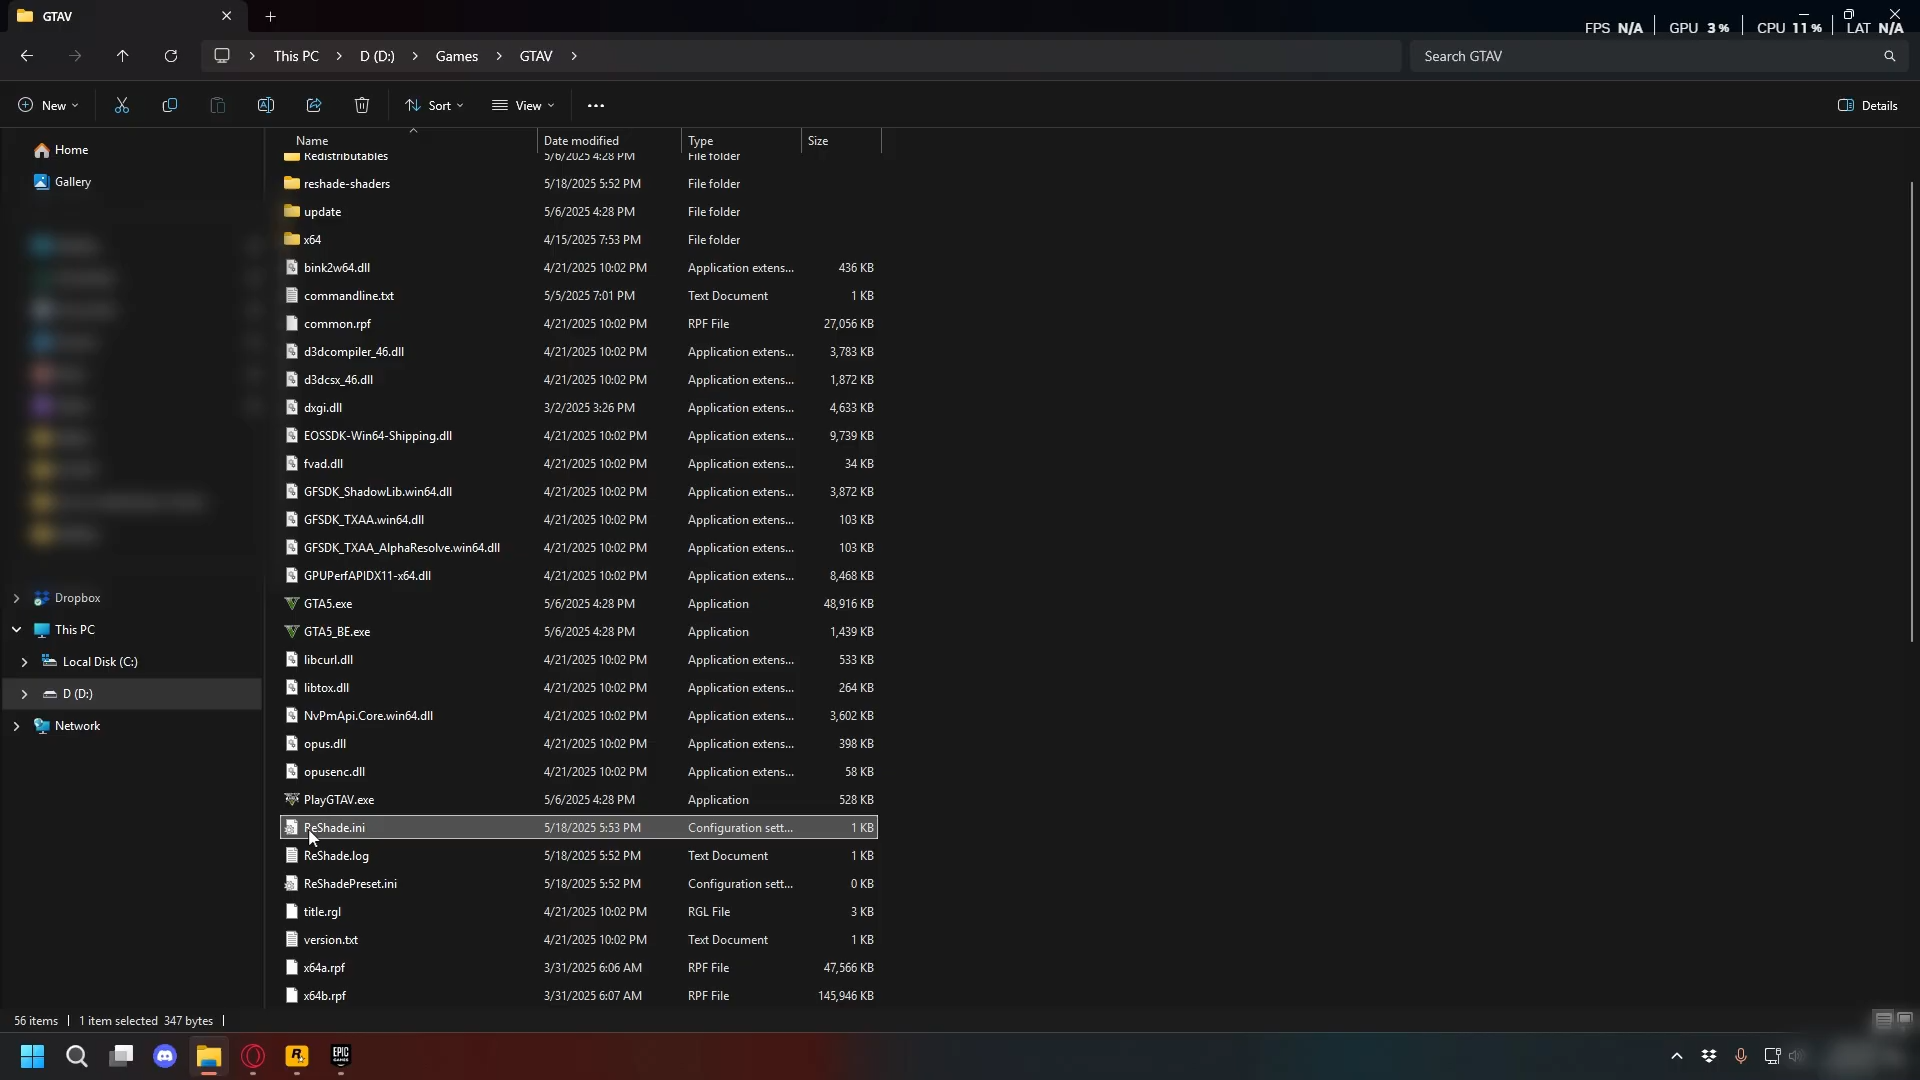 GTAV
FPS N/A GPU 3% CPU 11% LAT N/A
This PC D (D:) Games GTAV
Search GTAV
New Sort View Details
Name Date modified Type Size
Home
Gallery
Dropbox
This PC
Local Disk (C:)
D (D:)
Network
Redistributables 5/6/2025 4:28 PM File folder
reshade-shaders 5/18/2025 5:52 PM File folder
update 5/6/2025 4:28 PM File folder
x64 4/15/2025 7:53 PM File folder
bink2w64.dll 4/21/2025 10:02 PM Application extens... 436 KB
commandline.txt 5/5/2025 7:01 PM Text Document 1 KB
common.rpf 4/21/2025 10:02 PM RPF File 27,056 KB
d3dcompiler_46.dll 4/21/2025 10:02 PM Application extens... 3,783 KB
d3dcsx_46.dll 4/21/2025 10:02 PM Application extens... 1,872 KB
dxgi.dll 3/2/2025 3:26 PM Application extens... 4,633 KB
EOSSDK-Win64-Shipping.dll 4/21/2025 10:02 PM Application extens... 9,739 KB
fvad.dll 4/21/2025 10:02 PM Application extens... 34 KB
GFSDK_ShadowLib.win64.dll 4/21/2025 10:02 PM Application extens... 3,872 KB
GFSDK_TXAA.win64.dll 4/21/2025 10:02 PM Application extens... 103 KB
GFSDK_TXAA_AlphaResolve.win64.dll 4/21/2025 10:02 PM Application extens... 103 KB
GPUPerfAPIDX11-x64.dll 4/21/2025 10:02 PM Application extens... 8,468 KB
GTA5.exe 5/6/2025 4:28 PM Application 48,916 KB
GTA5_BE.exe 5/6/2025 4:28 PM Application 1,439 KB
libcurl.dll 4/21/2025 10:02 PM Application extens... 533 KB
libtox.dll 4/21/2025 10:02 PM Application extens... 264 KB
NvPmApi.Core.win64.dll 4/21/2025 10:02 PM Application extens... 3,602 KB
opus.dll 4/21/2025 10:02 PM Application extens... 398 KB
opusenc.dll 4/21/2025 10:02 PM Application extens... 58 KB
PlayGTAV.exe 5/6/2025 4:28 PM Application 528 KB
ReShade.ini 5/18/2025 5:53 PM Configuration sett... 1 KB
ReShade.log 5/18/2025 5:52 PM Text Document 1 KB
ReShadePreset.ini 5/18/2025 5:52 PM Configuration sett... 0 KB
title.rgl 4/21/2025 10:02 PM RGL File 3 KB
version.txt 4/21/2025 10:02 PM Text Document 1 KB
x64a.rpf 3/31/2025 6:06 AM RPF File 47,566 KB
x64b.rpf 3/31/2025 6:07 AM RPF File 145,946 KB
56 items 1 item selected 347 bytes
EPIC GAMES